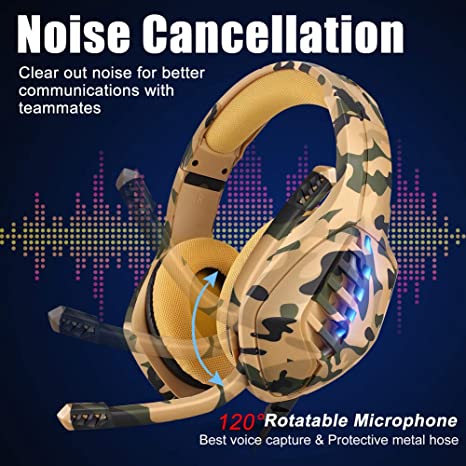 Noise Cancellation
Clear out noise for better
communications with
teammates
120°Rotatable Microphone
Best voice capture & Protective metal hose